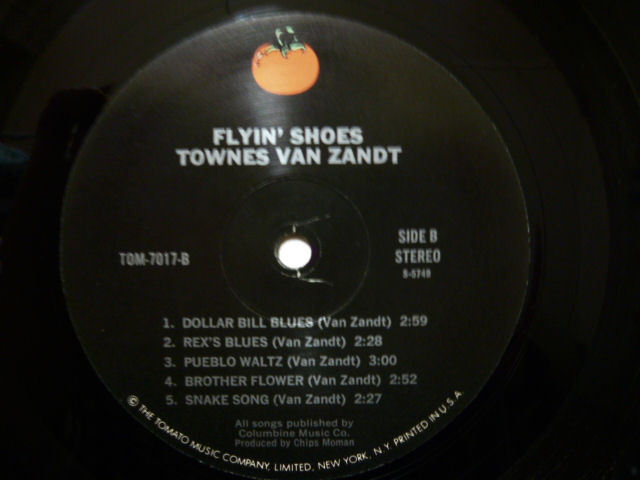 FLYIN' SHOES
TOWNES VAN ZANDT
TOM-7017-B
SIDE B
STEREO
S-5749
1. DOLLAR BILL BLUES (Van Zandt) 2:59
2. REX'S BLUES (Van Zandt) 2:28
3. PUEBLO WALTZ (Van Zandt) 3:00
4. BROTHER FLOWER (Van Zandt) 2:52
5. SNAKE SONG (Van Zandt) 2:27
All songs published by
Columbine Music Co.
Produced by Chips Moman
© THE TOMATO MUSIC COMPANY, LIMITED, NEW YORK, N.Y. PRINTED IN U.S.A.